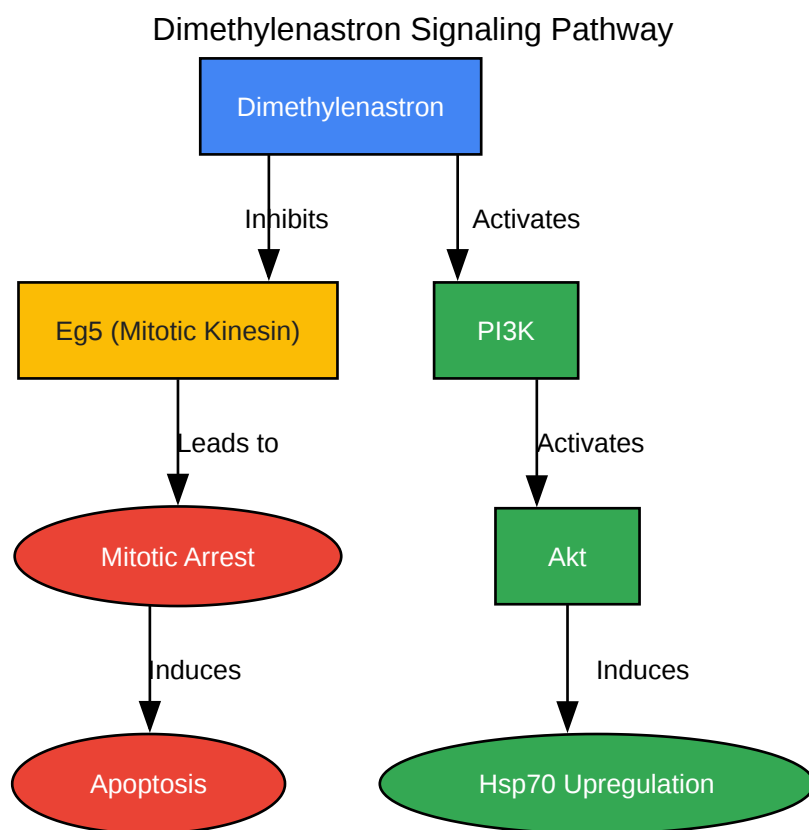 Dimethylenastron Signaling Pathway
Dimethylenastron
Inhibits
Activates
Eg5 (Mitotic Kinesin)
PI3K
Leads to
Activates
Mitotic Arrest
Akt
Induces
Induces
Apoptosis
Hsp70 Upregulation